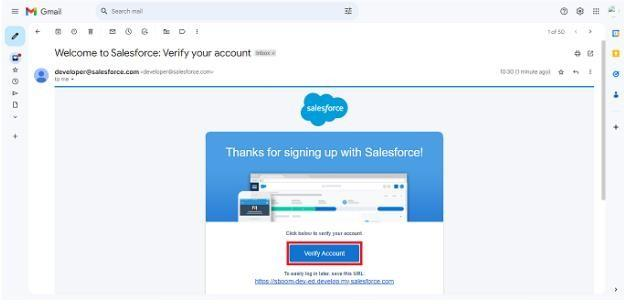 Gmail
Search mail
1 of 50
Welcome to Salesforce: Verify your account Inbox ×
developer@salesforce.com <developer@salesforce.com>
10:30 (1 minute ago)
to me
salesforce
Thanks for signing up with Salesforce!
Click below to verify your account.
Verify Account
To easily log in later, save this URL:
https://sboom-dev-ed.develop.my.salesforce.com